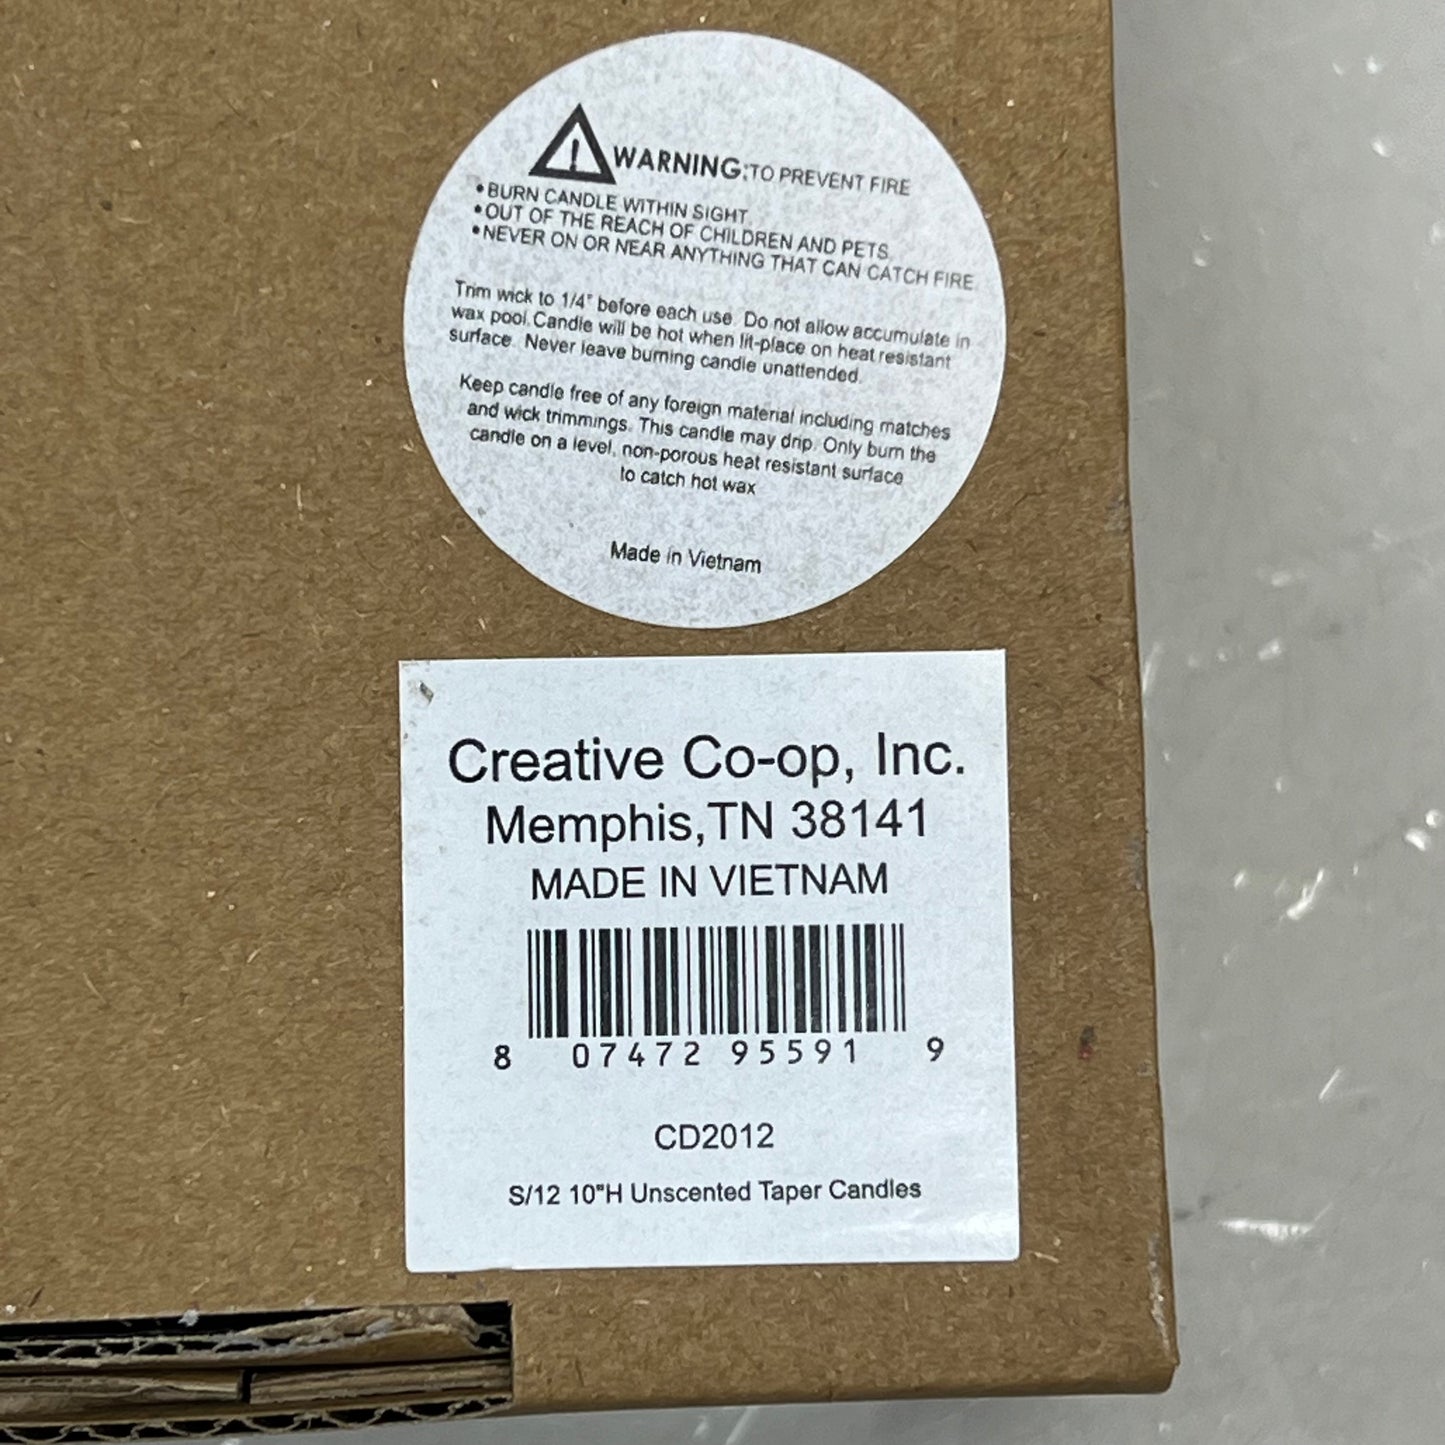 WARNING:TO PREVENT FIRE
•BURN CANDLE WITHIN SIGHT.
•OUT OF THE REACH OF CHILDREN AND PETS.
•NEVER ON OR NEAR ANYTHING THAT CAN CATCH FIRE.
Trim wick to 1/4" before each use. Do not allow accumulate in
wax pool.Candle will be hot when lit-place on heat resistant
surface. Never leave burning candle unattended.
Keep candle free of any foreign material including matches
and wick trimmings. This candle may drip. Only burn the
candle on a level, non-porous heat resistant surface
to catch hot wax
Made in Vietnam
Creative Co-op, Inc.
Memphis,TN 38141
MADE IN VIETNAM
8 07472 95591 9
CD2012
S/12 10"H Unscented Taper Candles